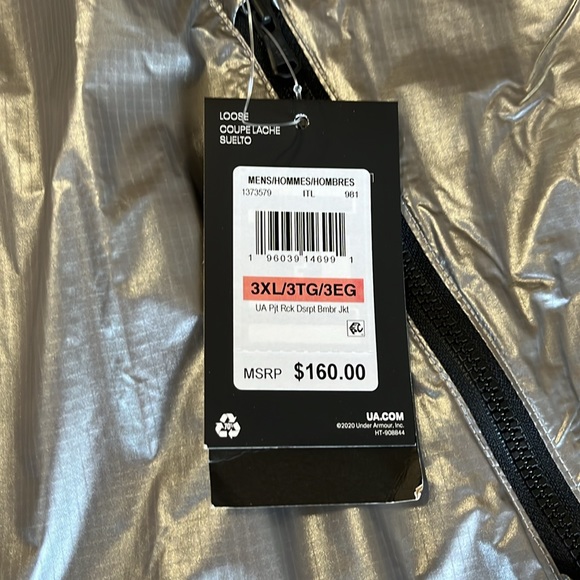 LOOSE
COUPE LACHE
SUELTO
MENS/HOMMES/HOMBRES
1373579 ITL 981
1 96039 14699 1
3XL/3TG/3EG
UA Pjt Rck Dsrpt Bmbr Jkt
MSRP $160.00
UA.COM
©2020 Under Armour, Inc.
HT-908844